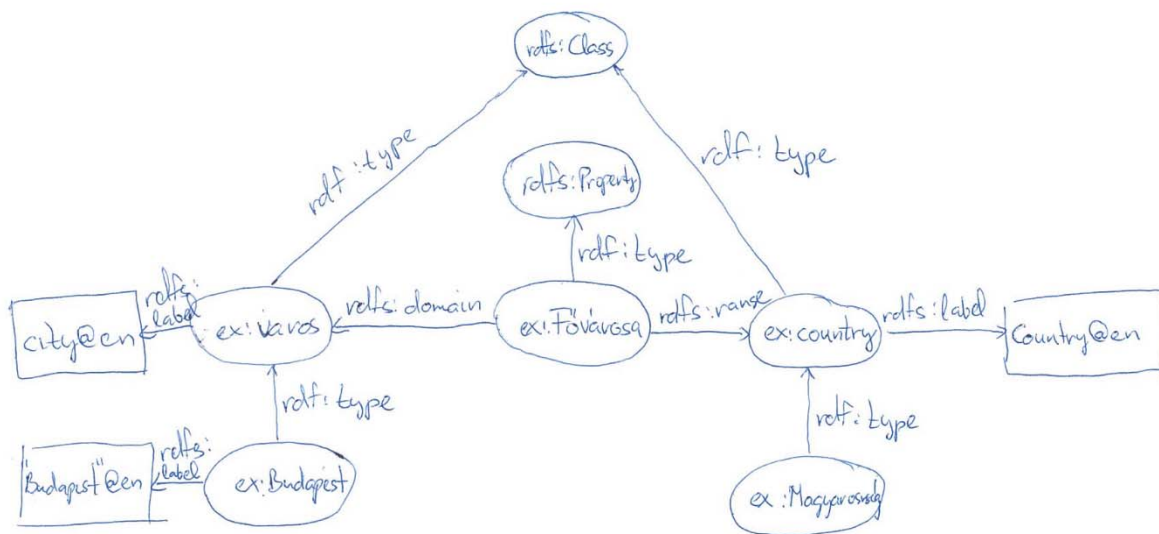 rdfs:Class
rdf:type
rdf:type
rdfs:Property
rdf:type
rdfs:
label
rdfs:domain
rdfs:range
rdfs:label
city@en
ex:varos
ex:Fővárosa
ex:country
Country@en
rdf:type
rdf:type
rdfs:
label
"Budapest"@en
ex:Budapest